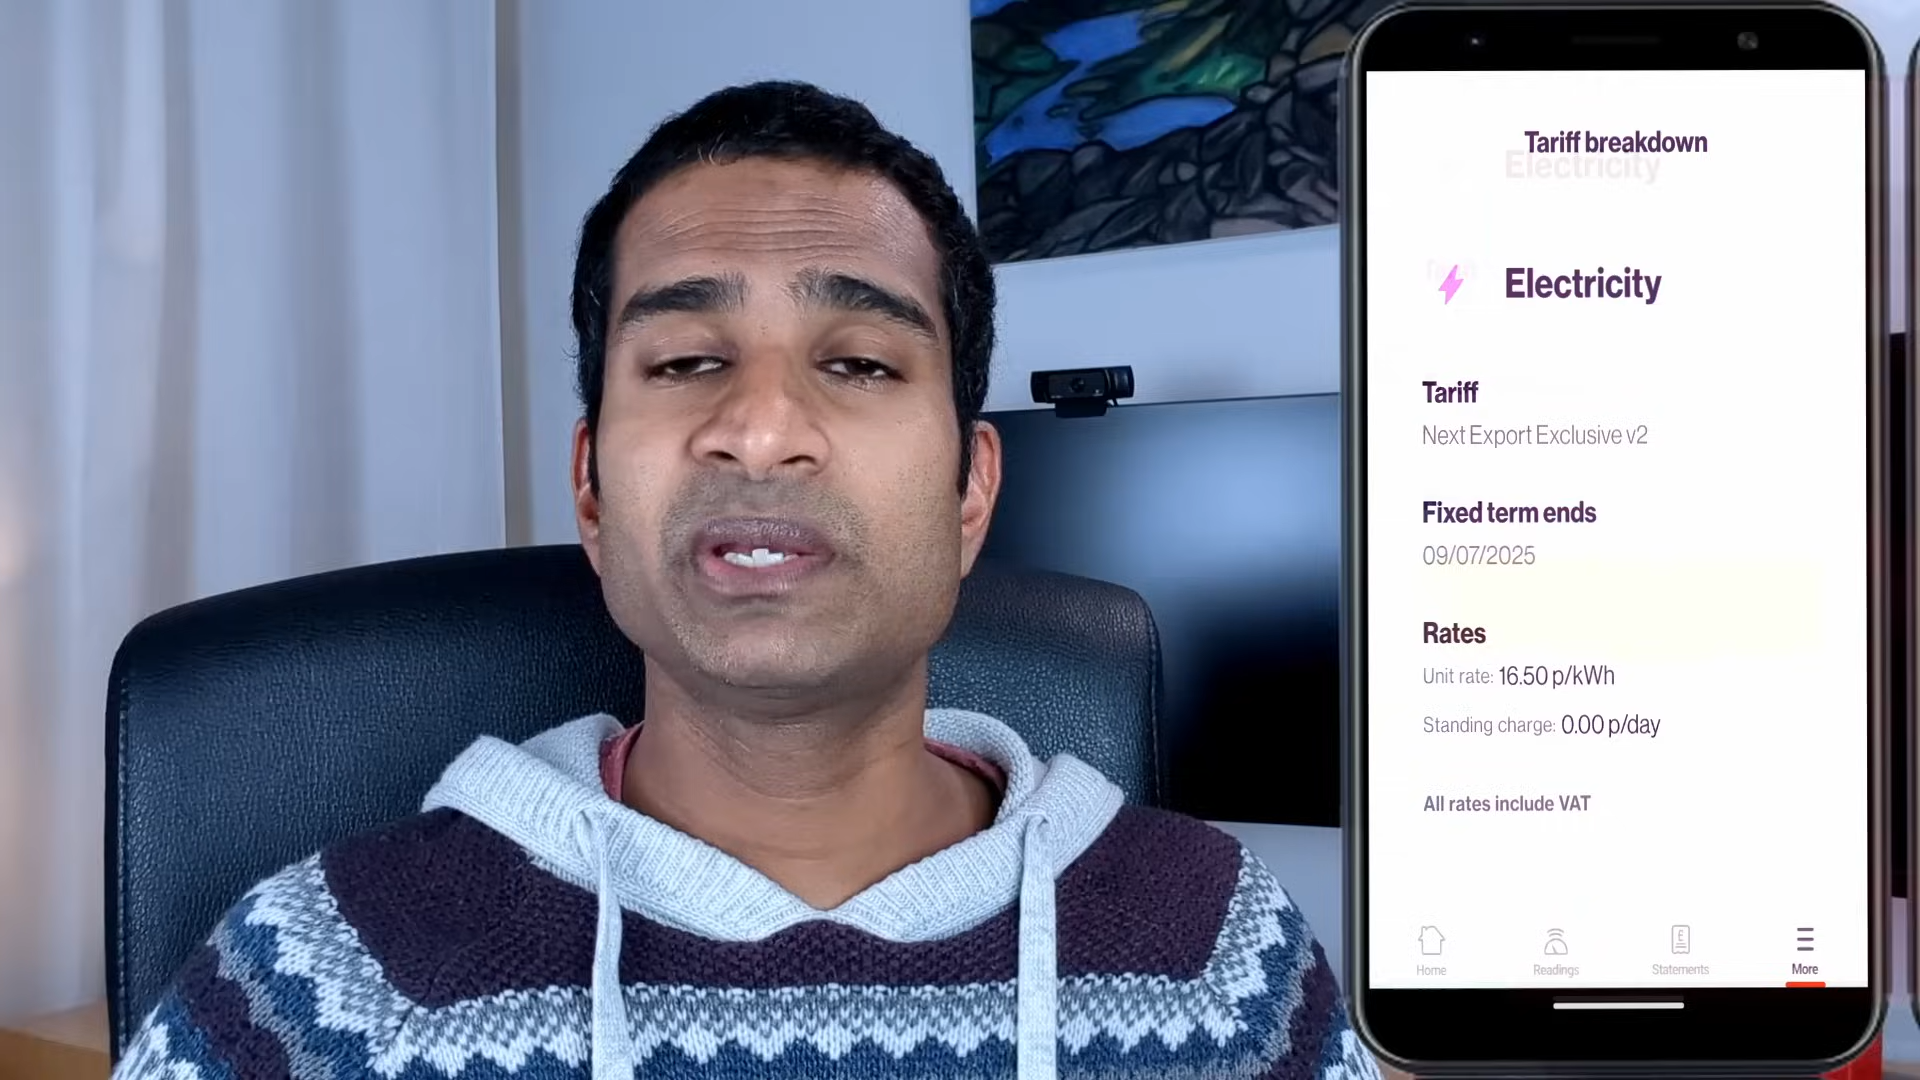 Tariff breakdown
Electricity
Electricity
Tariff
Next Export Exclusive v2
Fixed term ends
09/07/2025
Rates
Unit rate: 16.50 p/kWh
Standing charge: 0.00 p/day
All rates include VAT
Home
Readings
Statements
More